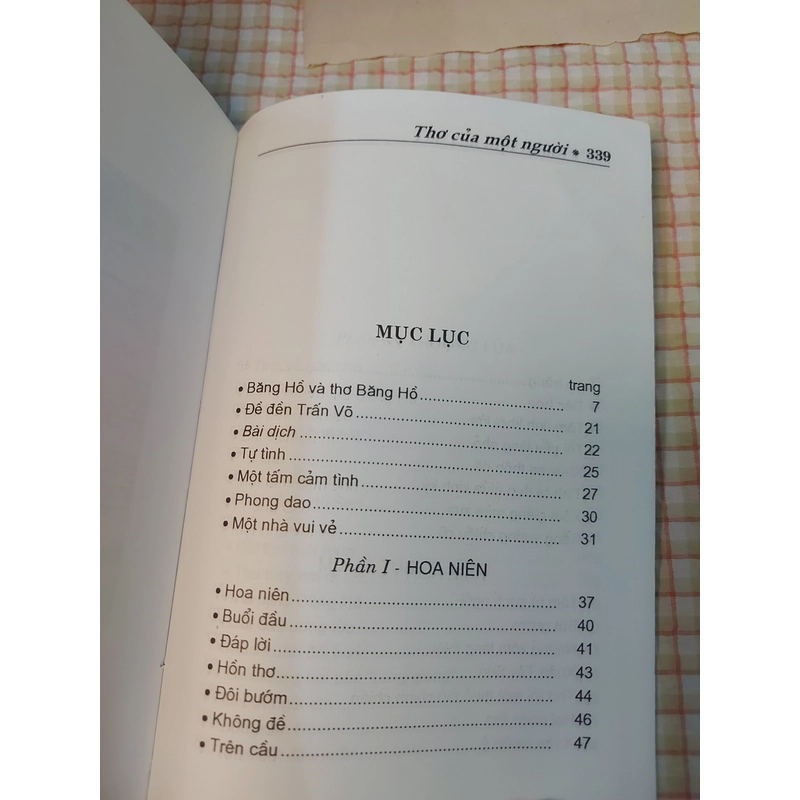 Thơ của một người * 339
MỤC LỤC
trang
• Băng Hồ và thơ Băng Hồ........................ 7
• Đề đền Trấn Võ........................ 21
• Bài dịch........................ 22
• Tự tình........................ 25
• Một tấm cảm tình........................ 27
• Phong dao........................ 30
• Một nhà vui vẻ........................ 31
Phần I - HOA NIÊN
• Hoa niên........................ 37
• Buổi đầu........................ 40
• Đáp lời........................ 41
• Hồn thơ........................ 43
• Đôi bướm........................ 44
• Không đề........................ 46
• Trên cầu........................ 47